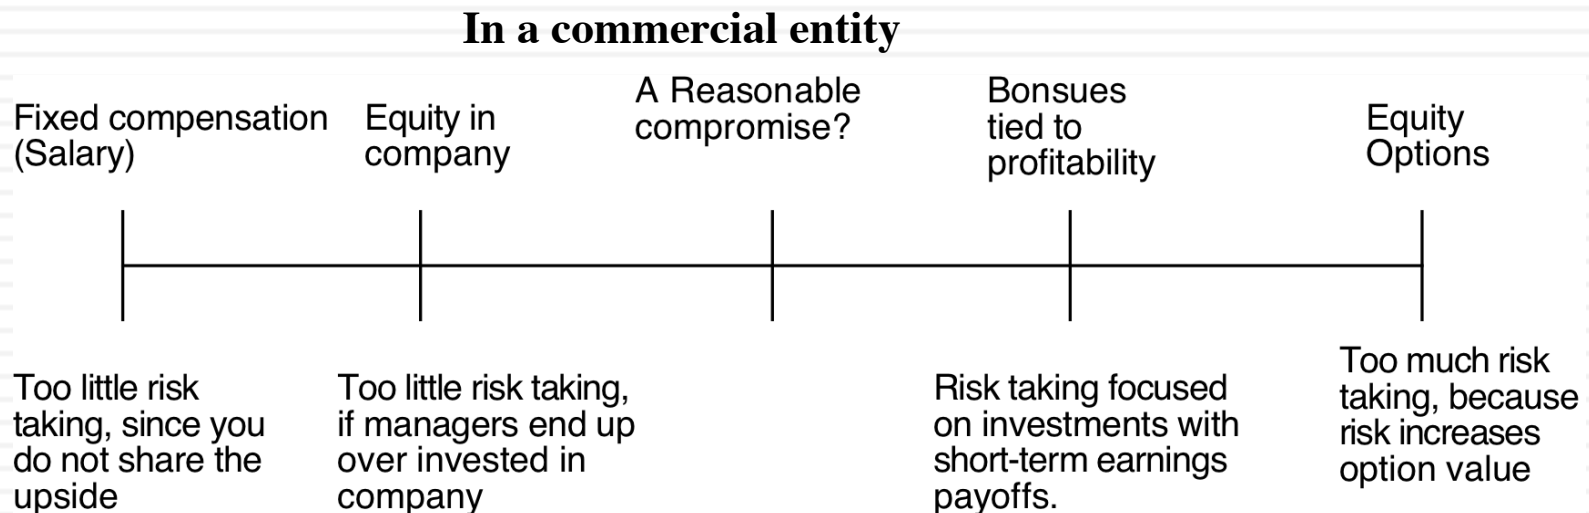 In a commercial entity
Fixed compensation
(Salary)
Equity in
company
A Reasonable
compromise?
Bonsues
tied to
profitability
Equity
Options
Too little risk
taking, since you
do not share the
upside
Too little risk taking,
if managers end up
over invested in
company
Risk taking focused
on investments with
short-term earnings
payoffs.
Too much risk
taking, because
risk increases
option value